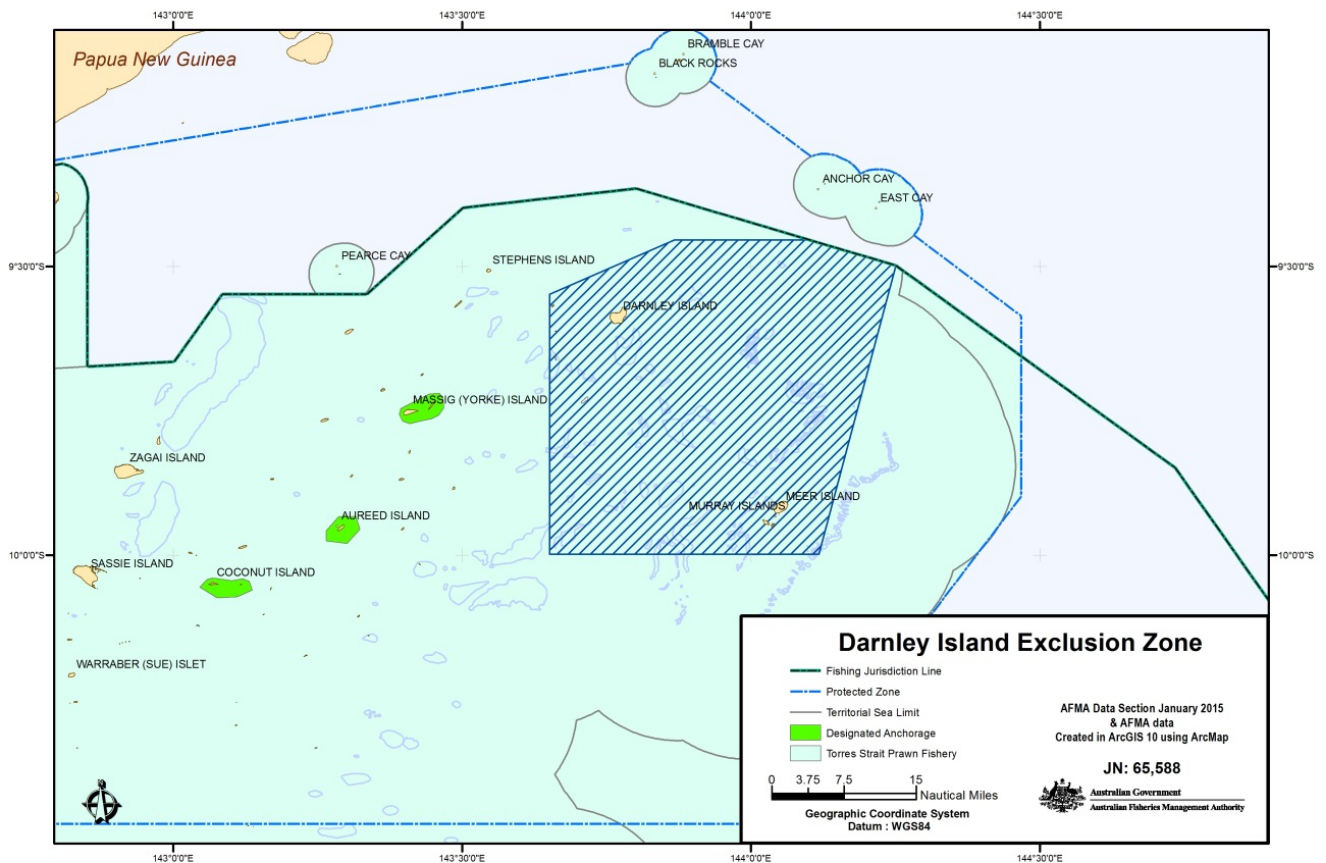 143°0'0"E
143°30'0"E
144°0'0"E
144°30'0"E
Papua New Guinea
BRAMBLE CAY
BLACK ROCKS
ANCHOR CAY
EAST CAY
PEARCE CAY
STEPHENS ISLAND
9°30'0"S
9°30'0"S
DARNLEY ISLAND
MASSIG (YORKE) ISLAND
ZAGAI ISLAND
MEER ISLAND
MURRAY ISLANDS
AUREED ISLAND
10°0'0"S
10°0'0"S
SASSIE ISLAND
COCONUT ISLAND
WARRABER (SUE) ISLET
Darnley Island Exclusion Zone
Fishing Jurisdiction Line
Protected Zone
Territorial Sea Limit
Designated Anchorage
Torres Strait Prawn Fishery
AFMA Data Section January 2015
& AFMA data
Created in ArcGIS 10 using ArcMap
JN: 65,588
0 3.75 7.5 15
Nautical Miles
Geographic Coordinate System
Datum : WGS84
Australian Government
Australian Fisheries Management Authority
143°0'0"E
143°30'0"E
144°0'0"E
144°30'0"E